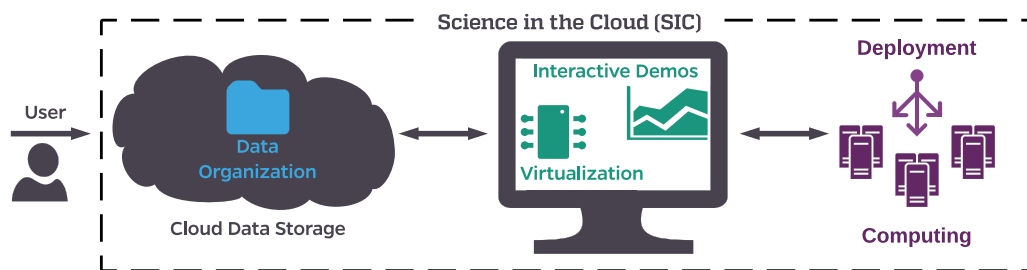 Science in the Cloud (SIC)
User
Data
Organization
Cloud Data Storage
Interactive Demos
Virtualization
Deployment
Computing